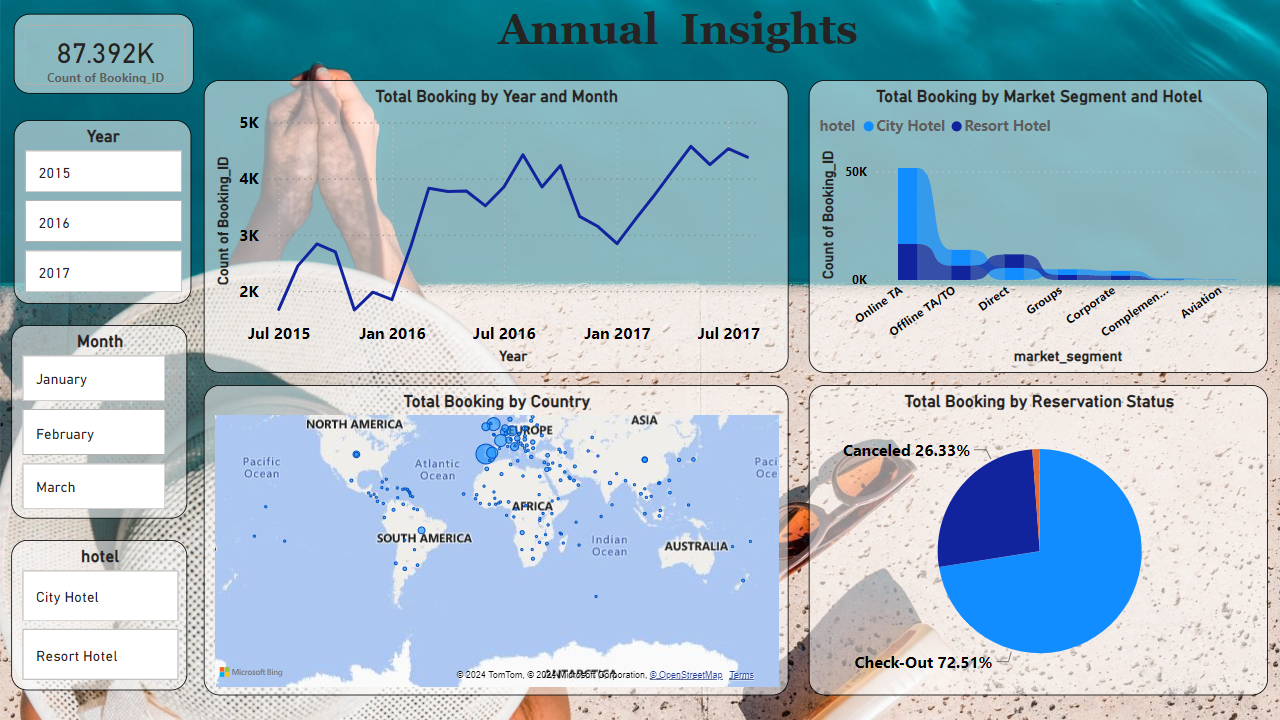 Annual Insights
87.392K
Count of Booking_ID
Year
2015
2016
2017
Month
January
February
March
hotel
City Hotel
Resort Hotel
Total Booking by Year and Month
Count of Booking_ID
5K
4K
3K
2K
Jul 2015 Jan 2016 Jul 2016 Jan 2017 Jul 2017
Year
Total Booking by Market Segment and Hotel
hotel City Hotel Resort Hotel
Count of Booking_ID
50K
0K
Online TA
Offline TA/TO
Direct
Groups
Corporate
Complemen...
Aviation
market_segment
Total Booking by Country
NORTH AMERICA
EUROPE
ASIA
Pacific
Ocean
Atlantic
Ocean
Paci
Oce
AFRICA
SOUTH AMERICA
Indian
Ocean
AUSTRALIA
ANTARCTICA
Microsoft Bing
© 2024 TomTom, © 2024 Microsoft Corporation, © OpenStreetMap Terms
Total Booking by Reservation Status
Canceled 26.33%
Check-Out 72.51%